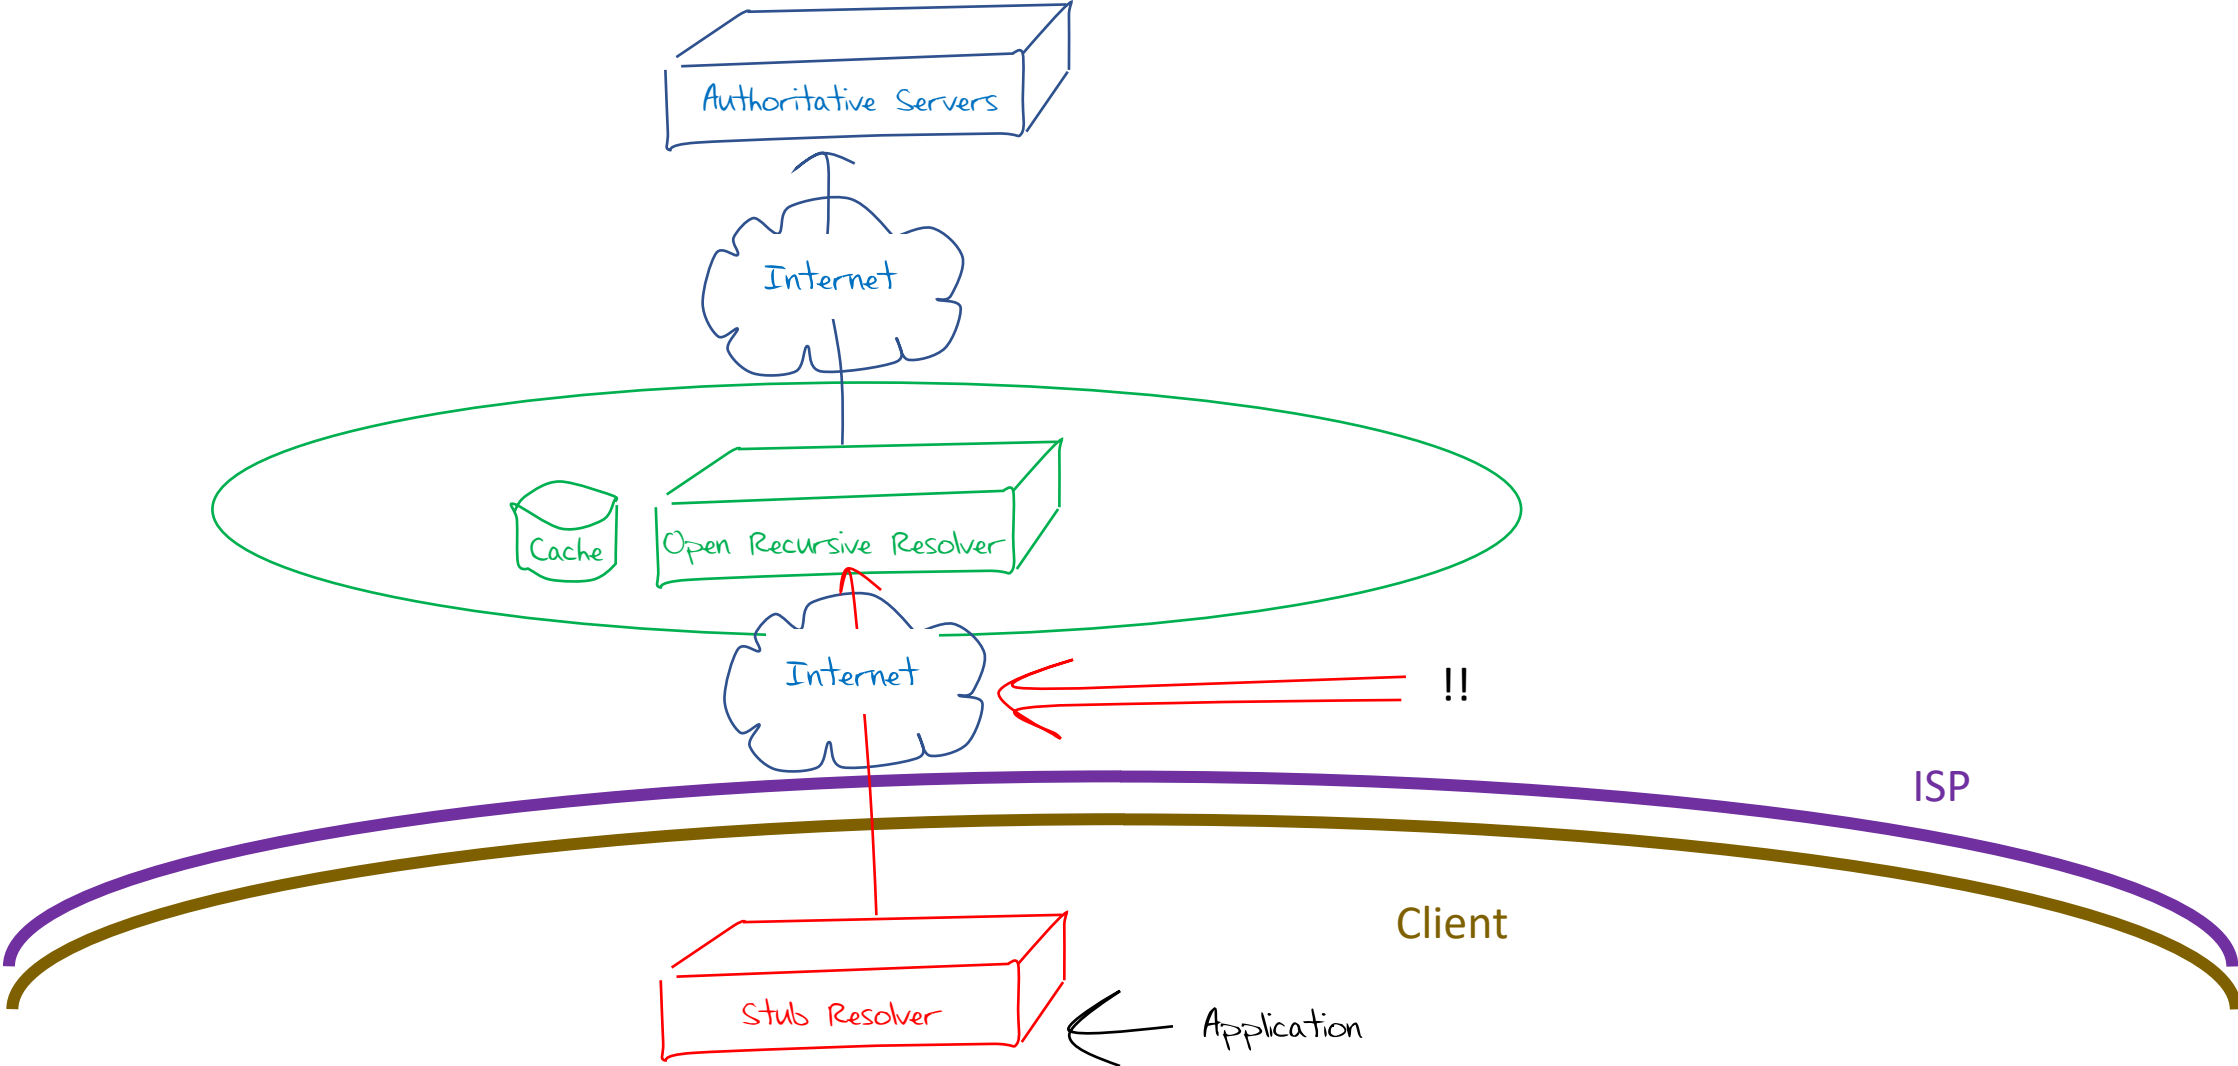 Authoritative Servers
Internet
Cache
Open Recursive Resolver
Internet
!!
ISP
Client
Stub Resolver
Application